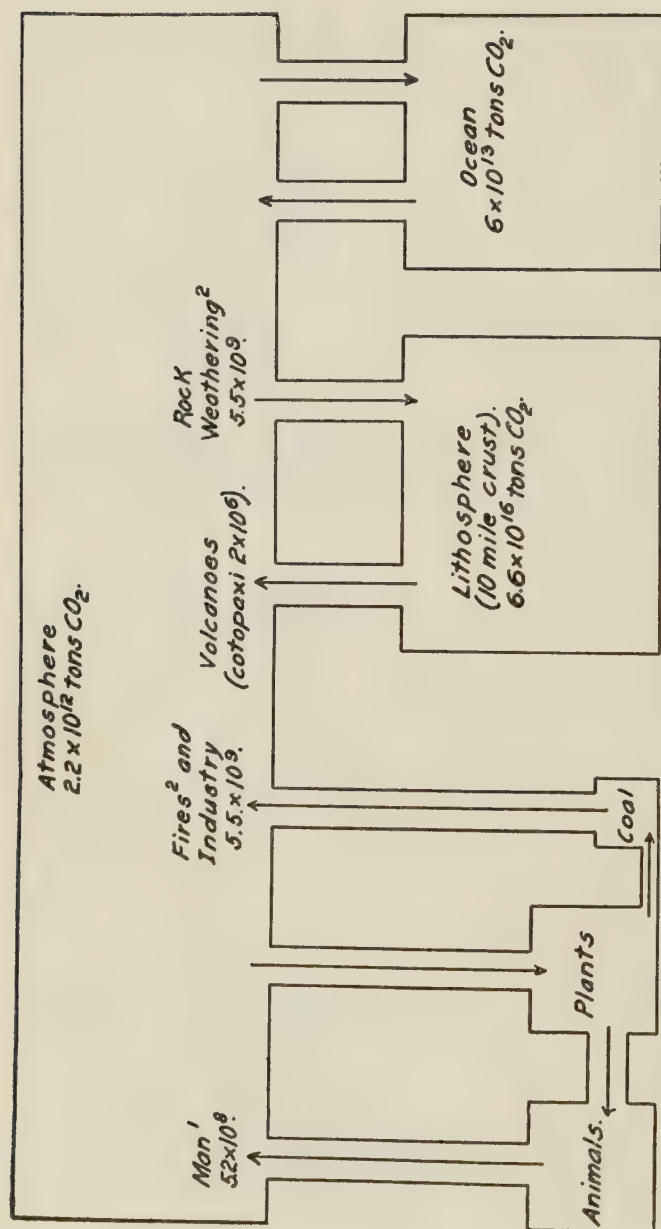 Atmosphere
2.2×10¹² tons CO₂.
Man¹
52×10⁸.
Fires² and
Industry
5.5.×10⁹.
Volcanoes
(cotopaxi 2×10⁶).
Rock
Weathering²
5.5×10⁹.
Animals.
Plants
Coal
Lithosphere
(10 mile crust).
6.6×10¹⁶ tons CO₂.
Ocean
6×10¹³ tons CO₂.